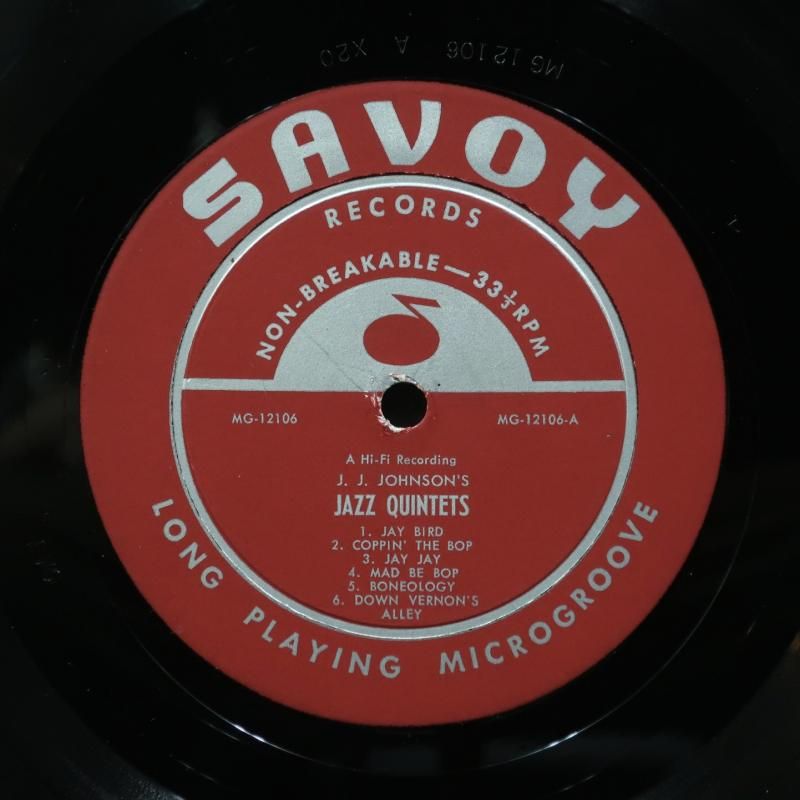 MG 12106 A X20
SAVOY
RECORDS
NON-BREAKABLE—33⅓RPM
MG-12106
MG-12106-A
A Hi-Fi Recording
J. J. JOHNSON'S
JAZZ QUINTETS
1. JAY BIRD
2. COPPIN' THE BOP
3. JAY JAY
4. MAD BE BOP
5. BONEOLOGY
6. DOWN VERNON'S
ALLEY
LONG PLAYING MICROGROOVE